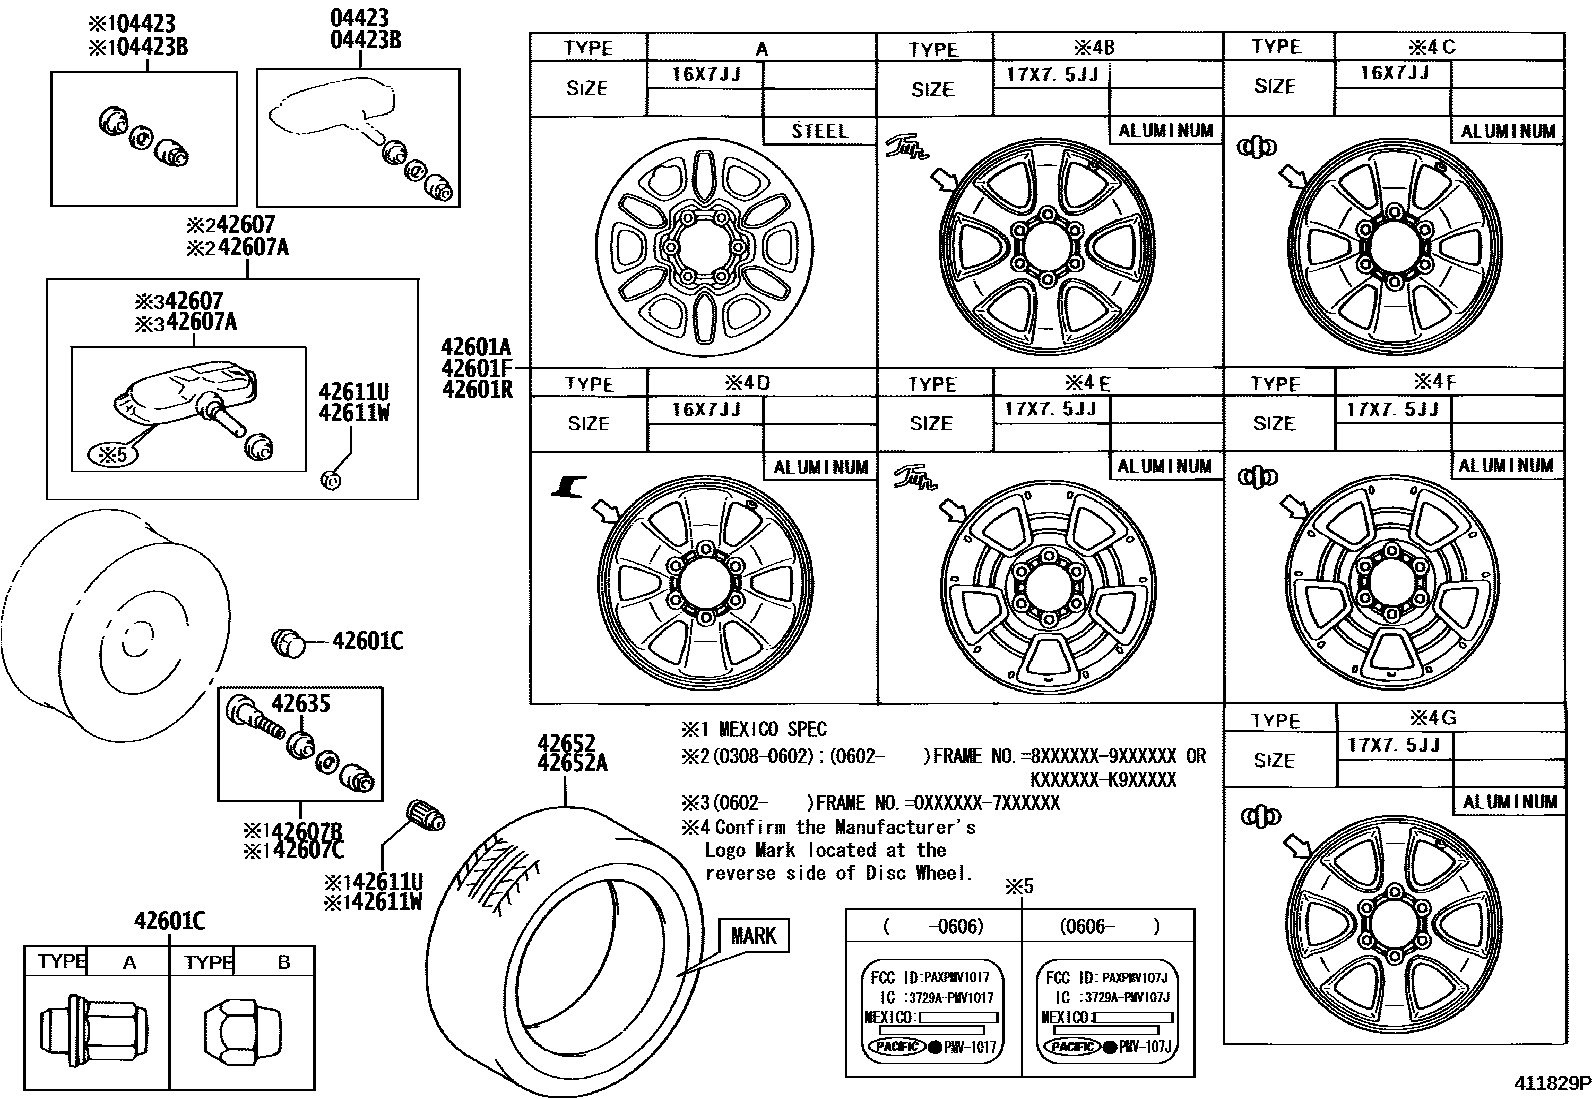 ※104423
※104423B
04423
04423B
※242607
※242607A
※342607
※342607A
※5
42611U
42611W
42601A
42601F
42601R
TYPE A
SIZE 16X7JJ
STEEL
TYPE ※4B
SIZE 17X7.5JJ
ALUMINUM
TYPE ※4C
SIZE 16X7JJ
ALUMINUM
TYPE ※4D
SIZE 16X7JJ
ALUMINUM
TYPE ※4E
SIZE 17X7.5JJ
ALUMINUM
TYPE ※4F
SIZE 17X7.5JJ
ALUMINUM
TYPE ※4G
SIZE 17X7.5JJ
ALUMINUM
42601C
42635
※142607B
※142607C
※142611U
※142611W
42652
42652A
MARK
※1 MEXICO SPEC
※2(0308-0602):(0602- )FRAME NO.=8XXXXXX-9XXXXXX OR
KXXXXXX-K9XXXXX
※3(0602- )FRAME NO.=0XXXXXX-7XXXXXX
※4 Confirm the Manufacturer's
Logo Mark located at the
reverse side of Disc Wheel.
※5
( -0606)
FCC ID:PAXPMV1017
IC :3729A-PMV1017
MEXICO:
PACIFIC ●PMV-1017
(0606- )
FCC ID:PAXPMV107J
IC :3729A-PMV107J
MEXICO:
PACIFIC ●PMV-107J
42601C
TYPE A
TYPE B
411829P